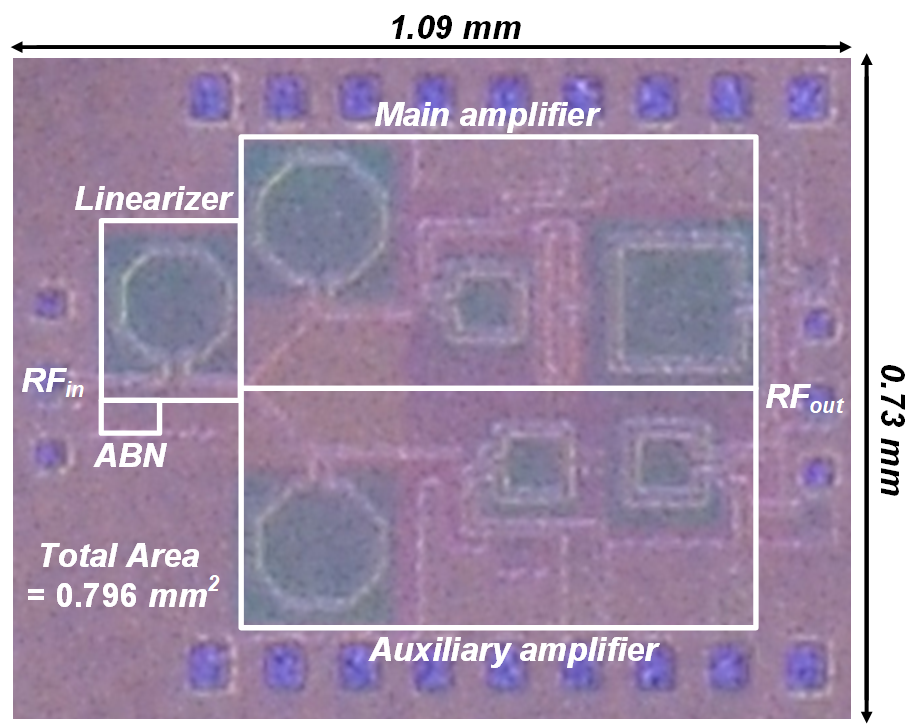 1.09 mm
Main amplifier
Linearizer
RFin
RFout
0.73 mm
ABN
Total Area
= 0.796 mm2
Auxiliary amplifier